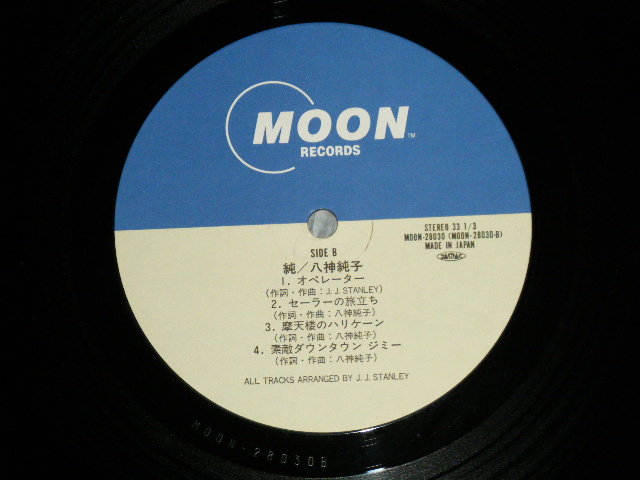 MOON
TM
RECORDS
STEREO 33 1/3
MOON-28030 (MOON-28030-B)
MADE IN JAPAN
JASRAC
SIDE B
純／八神純子
1. オペレーター
(作詞・作曲：J. J. STANLEY)
2. セーラーの旅立ち
(作詞・作曲：八神純子)
3. 摩天楼のハリケーン
(作詞・作曲：八神純子)
4. 素敵ダウンタウン ジミー
(作詞・作曲：八神純子)
ALL TRACKS ARRANGED BY J. J. STANLEY
MOON-28030B